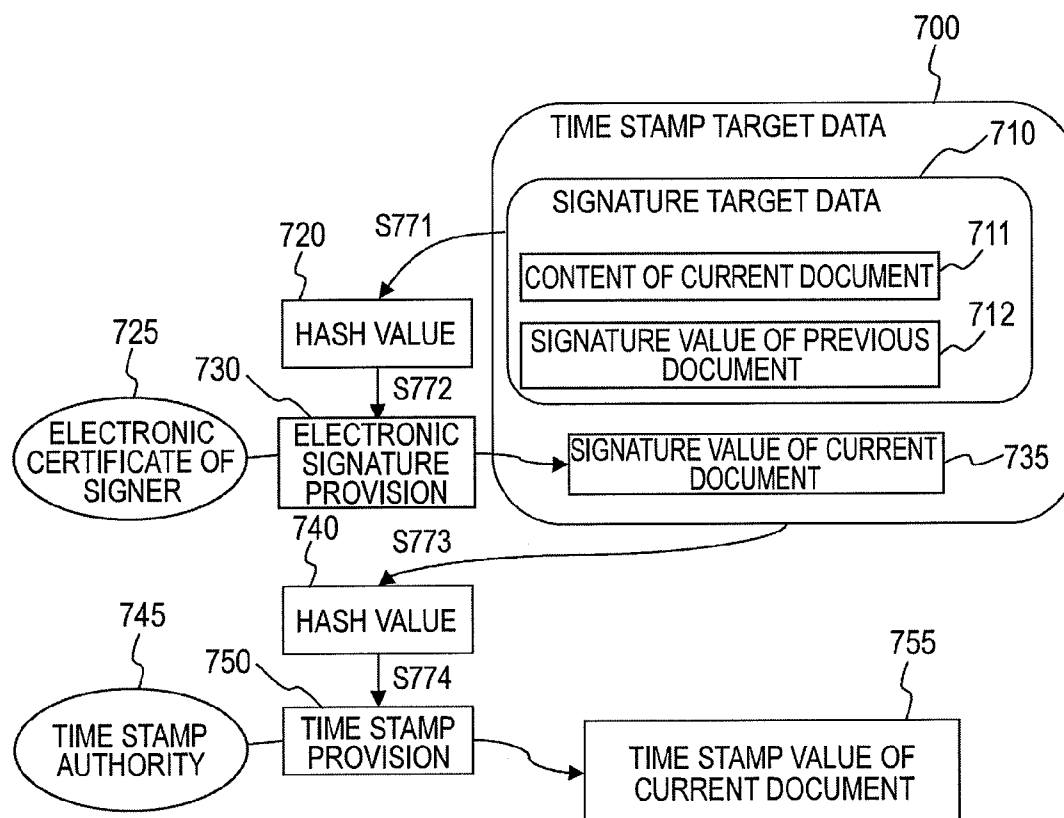 700
TIME STAMP TARGET DATA
710
SIGNATURE TARGET DATA
S771
720
711
CONTENT OF CURRENT DOCUMENT
HASH VALUE
712
SIGNATURE VALUE OF PREVIOUS
DOCUMENT
725
730
S772
ELECTRONIC
CERTIFICATE OF
SIGNER
ELECTRONIC
SIGNATURE
PROVISION
SIGNATURE VALUE OF CURRENT
DOCUMENT
735
740
S773
HASH VALUE
745
750
S774
755
TIME STAMP
AUTHORITY
TIME STAMP
PROVISION
TIME STAMP VALUE OF
CURRENT DOCUMENT